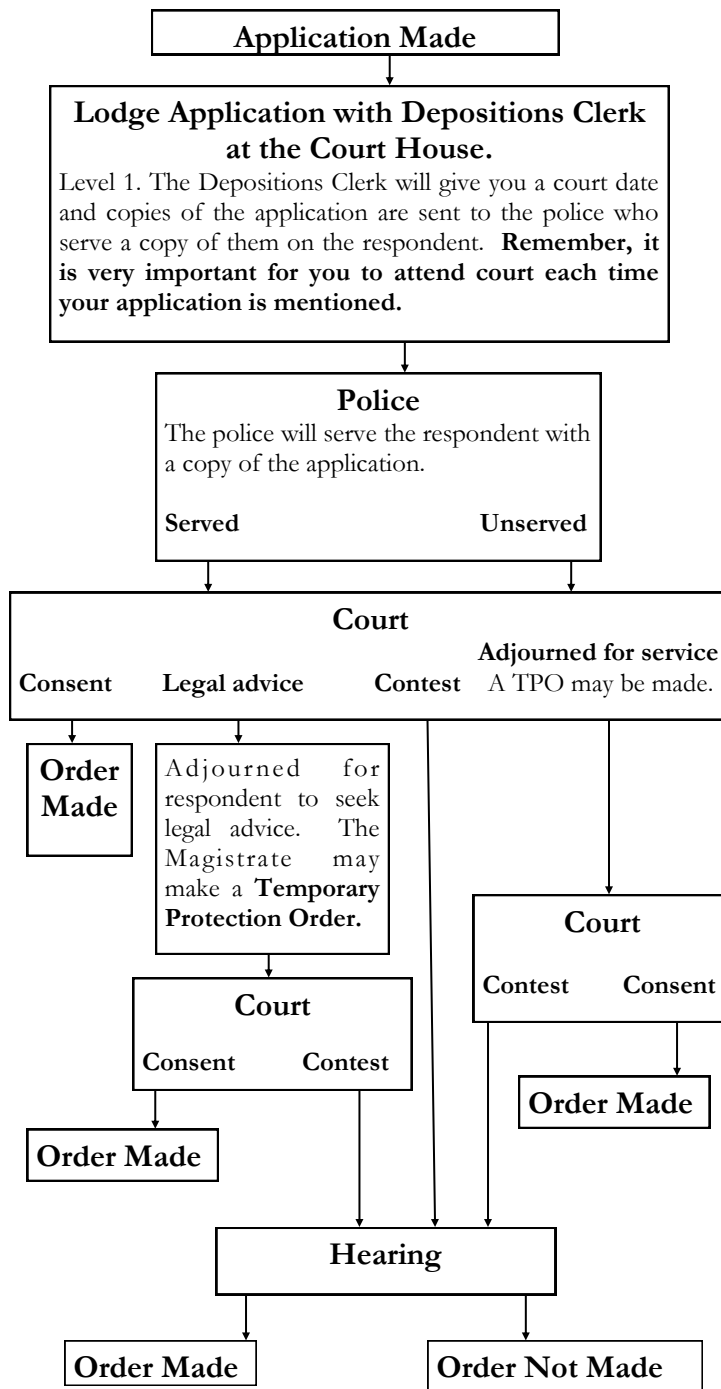 Application Made
Lodge Application with Depositions Clerk
at the Court House.
Level 1. The Depositions Clerk will give you a court date
and copies of the application are sent to the police who
serve a copy of them on the respondent. Remember, it
is very important for you to attend court each time
your application is mentioned.
Police
The police will serve the respondent with
a copy of the application.
Served Unserved
Court
Adjourned for service
Consent Legal advice Contest A TPO may be made.
Order
Made
Adjourned for
respondent to seek
legal advice. The
Magistrate may
make a Temporary
Protection Order.
Court
Contest Consent
Court
Consent Contest
Order Made
Order Made
Hearing
Order Made
Order Not Made